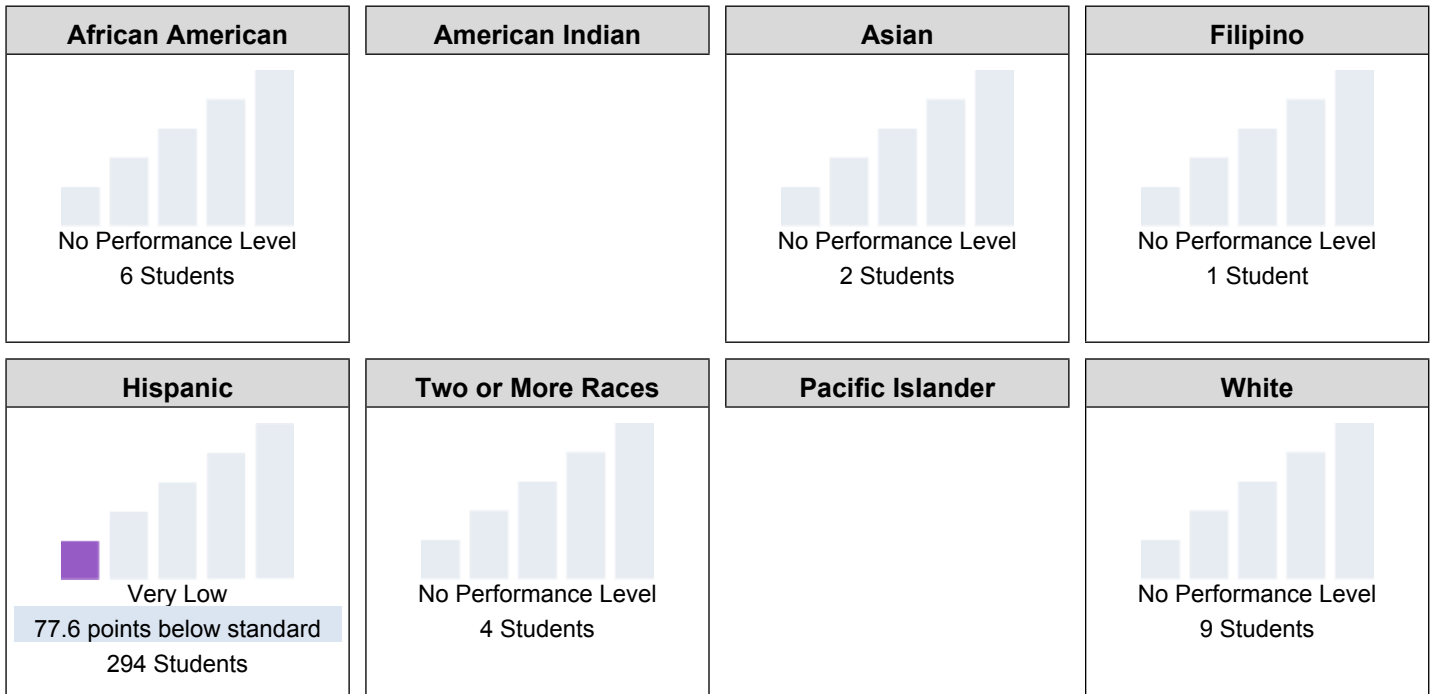 African American
No Performance Level
6 Students
American Indian
Asian
No Performance Level
2 Students
Filipino
No Performance Level
1 Student
Hispanic
Very Low
77.6 points below standard
294 Students
Two or More Races
No Performance Level
4 Students
Pacific Islander
White
No Performance Level
9 Students